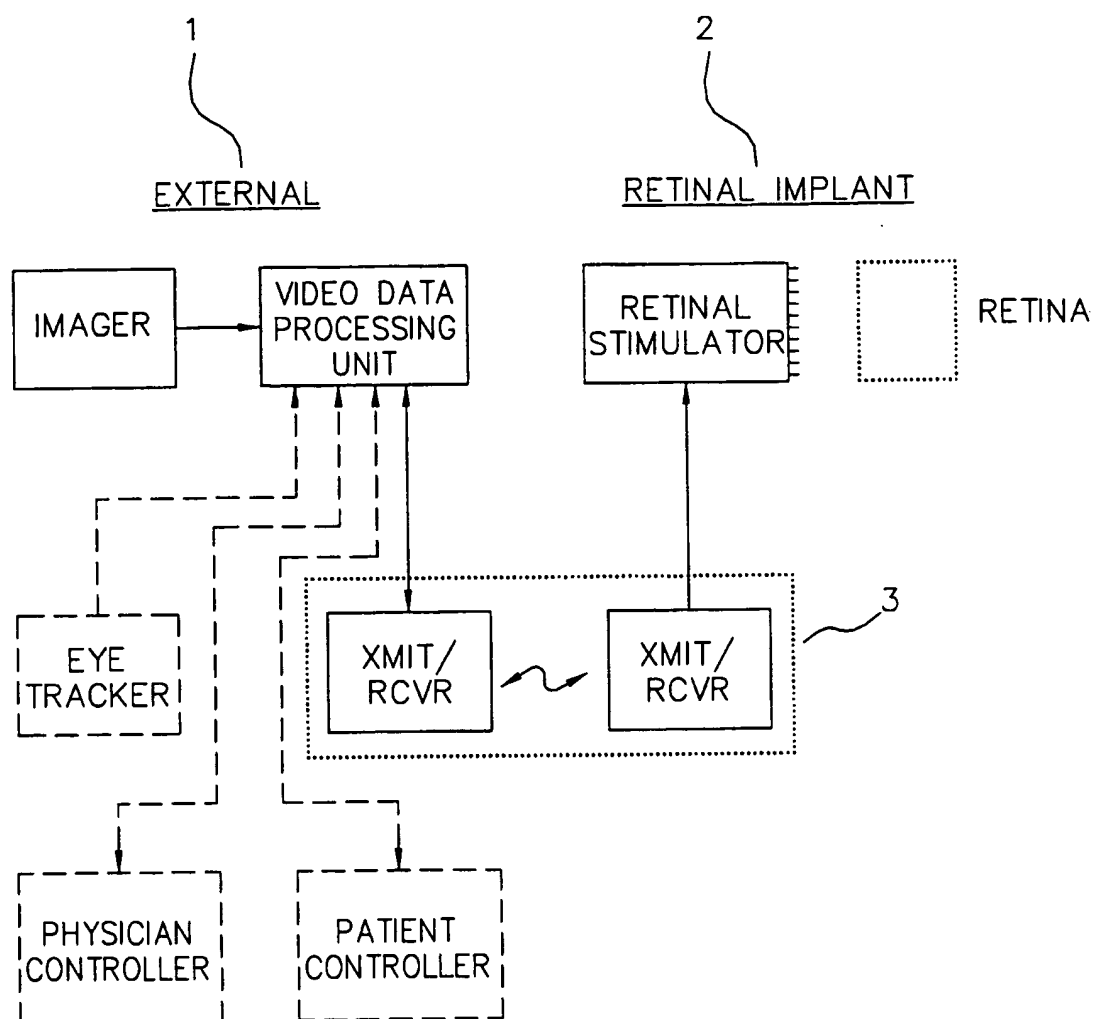 1
2
EXTERNAL
RETINAL IMPLANT
IMAGER
VIDEO DATA
PROCESSING
UNIT
RETINAL
STIMULATOR
RETINA
3
XMIT/
RCVR
XMIT/
RCVR
EYE
TRACKER
PHYSICIAN
CONTROLLER
PATIENT
CONTROLLER